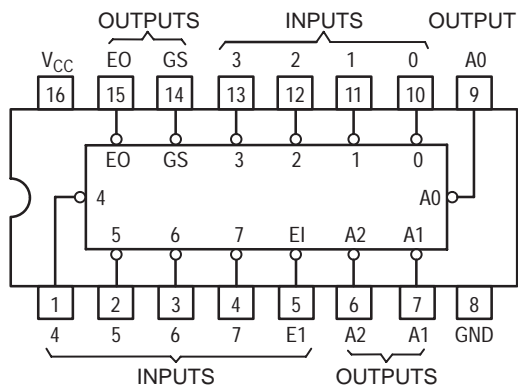 OUTPUTS INPUTS OUTPUT
VCC EO GS 3 2 1 0 A0
16 15 14 13 12 11 10 9
EO GS 3 2 1 0
4 A0
5 6 7 EI A2 A1
1 2 3 4 5 6 7 8
4 5 6 7 E1 A2 A1 GND
INPUTS OUTPUTS